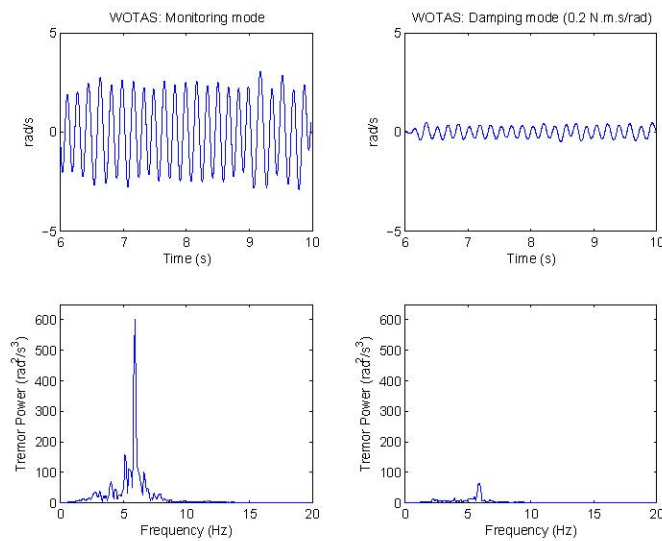 WOTAS: Monitoring mode
5
0
−5
rad/s
6 7 8 9 10
Time (s)
WOTAS: Damping mode (0.2 N.m.s/rad)
5
0
−5
rad/s
6 7 8 9 10
Time (s)
600
500
400
300
200
100
0
Tremor Power (rad²/s³)
0 5 10 15 20
Frequency (Hz)
600
500
400
300
200
100
0
Tremor Power (rad²/s³)
0 5 10 15 20
Frequency (Hz)